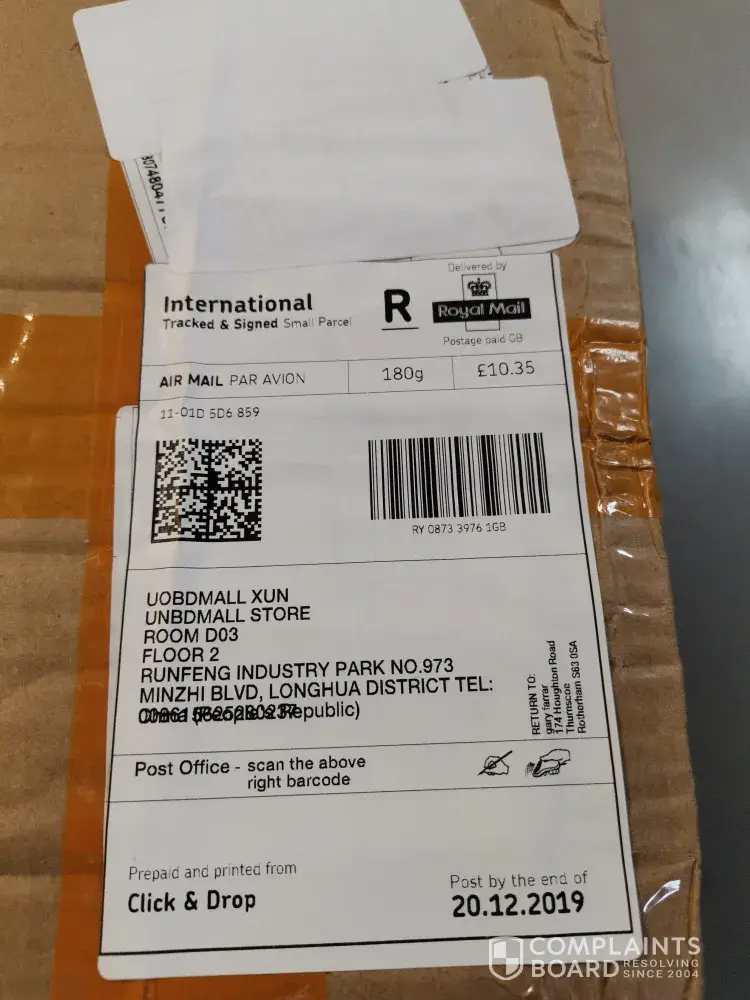 Delivered by
International
R
Royal Mail
Tracked & Signed Small Parcel
Postage paid GB
AIR MAIL PAR AVION
180g
£10.35
11-01D 5D6 859
RY 0873 3976 1GB
UOBDMALL XUN
UNBDMALL STORE
ROOM D03
FLOOR 2
RUNFENG INDUSTRY PARK NO.973
MINZHI BLVD, LONGHUA DISTRICT TEL:
Republic)
RETURN TO:
gary farrar
174 Houghton Road
Thurnscoe
Rotherham S63 0SA
Post Office - scan the above
right barcode
Prepaid and printed from
Click & Drop
Post by the end of
20.12.2019
COMPLAINTS
BOARD RESOLVING
SINCE 2004